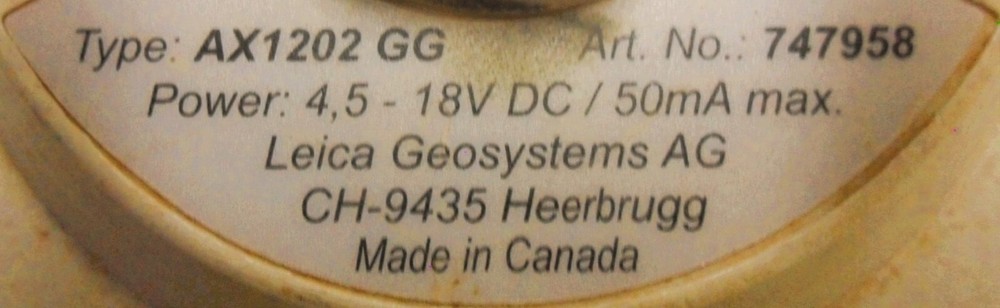 Type: AX1202 GG Art. No.: 747958
Power: 4,5 - 18V DC / 50mA max.
Leica Geosystems AG
CH-9435 Heerbrugg
Made in Canada